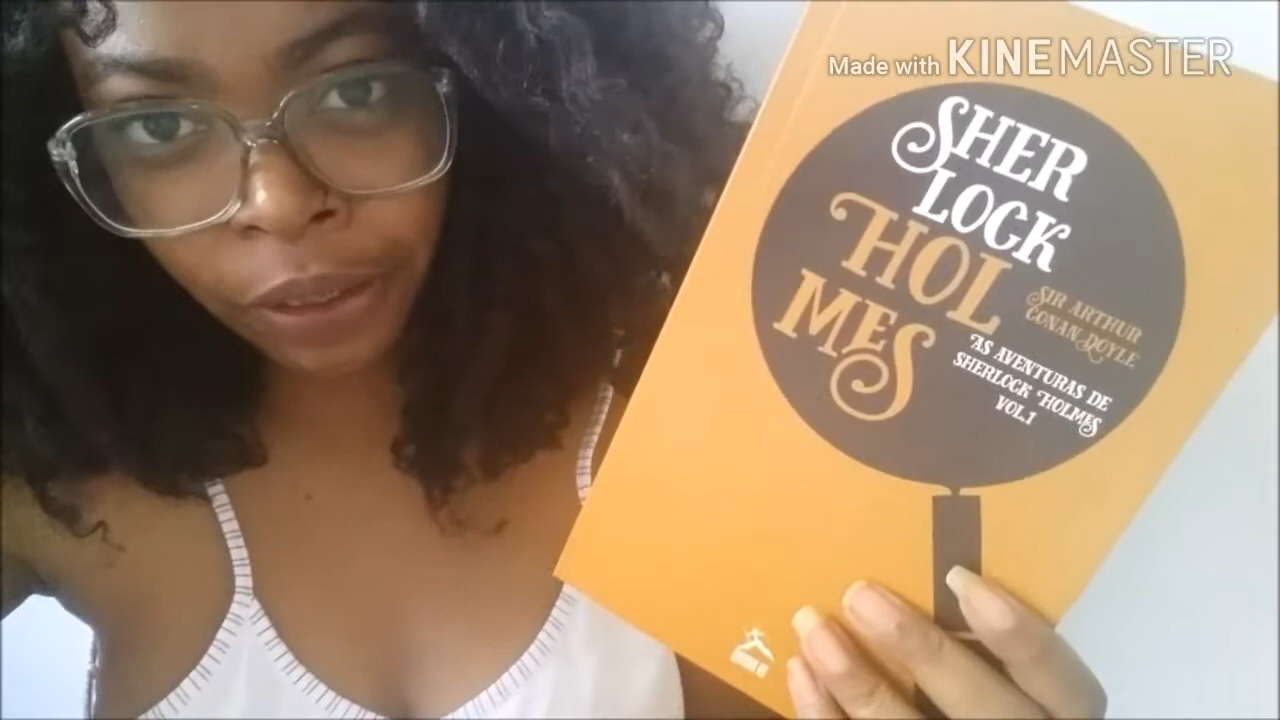 Made with KINEMASTER
SHER
LOCK
HOL
MES
SIR ARTHUR
CONAN DOYLE
AS AVENTURAS DE
SHERLOCK HOLMES
VOL.1